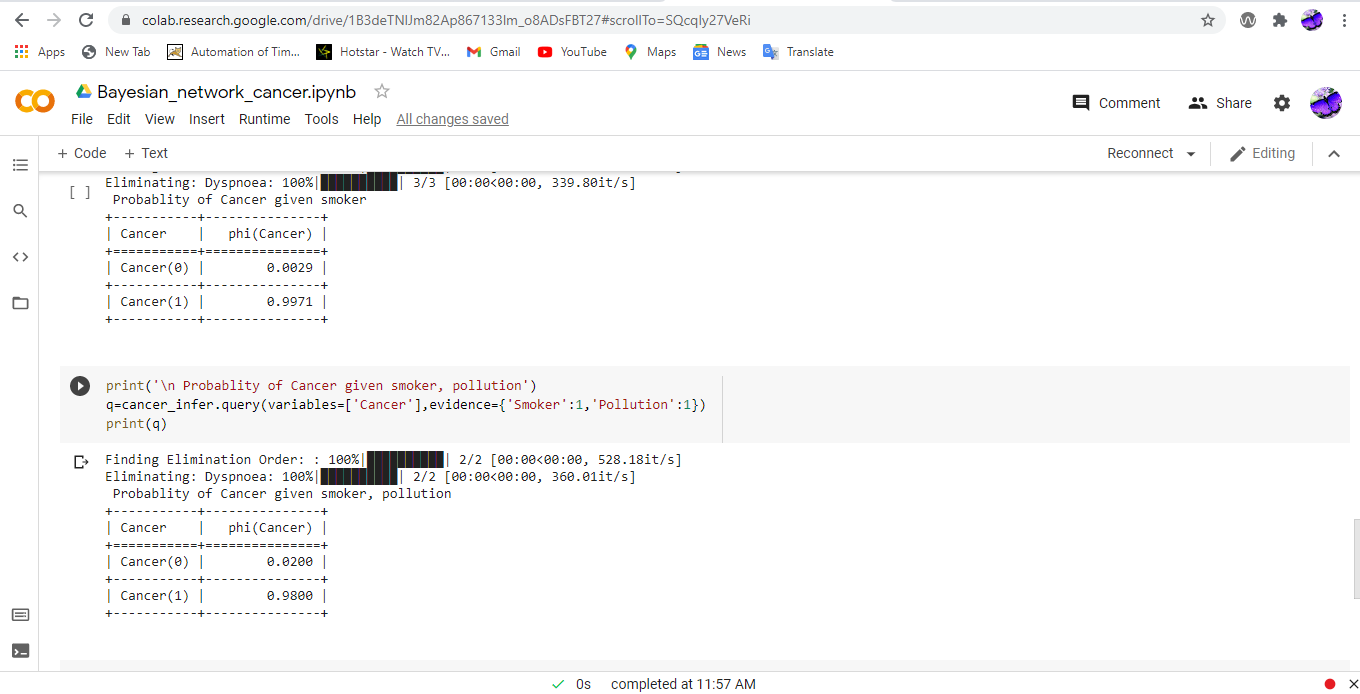 colab.research.google.com/drive/1B3deTNlJm82Ap867133lm_o8ADsFBT27#scrollTo=SQcqly27VeRi
Apps New Tab Automation of Tim... Hotstar - Watch TV... Gmail YouTube Maps News Translate
Bayesian_network_cancer.ipynb
Comment Share
File Edit View Insert Runtime Tools Help All changes saved
+ Code + Text Reconnect Editing
[ ] Eliminating: Dyspnoea: 100%|██████████| 3/3 [00:00<00:00, 339.80it/s]
Probablity of Cancer given smoker
+-----------+---------------+
| Cancer    |   phi(Cancer) |
+===========+===============+
| Cancer(0) |        0.0029 |
+-----------+---------------+
| Cancer(1) |        0.9971 |
+-----------+---------------+
print('\n Probablity of Cancer given smoker, pollution')
q=cancer_infer.query(variables=['Cancer'],evidence={'Smoker':1,'Pollution':1})
print(q)
Finding Elimination Order: : 100%|██████████| 2/2 [00:00<00:00, 528.18it/s]
Eliminating: Dyspnoea: 100%|██████████| 2/2 [00:00<00:00, 360.01it/s]
Probablity of Cancer given smoker, pollution
+-----------+---------------+
| Cancer    |   phi(Cancer) |
+===========+===============+
| Cancer(0) |        0.0200 |
+-----------+---------------+
| Cancer(1) |        0.9800 |
+-----------+---------------+
0s completed at 11:57 AM